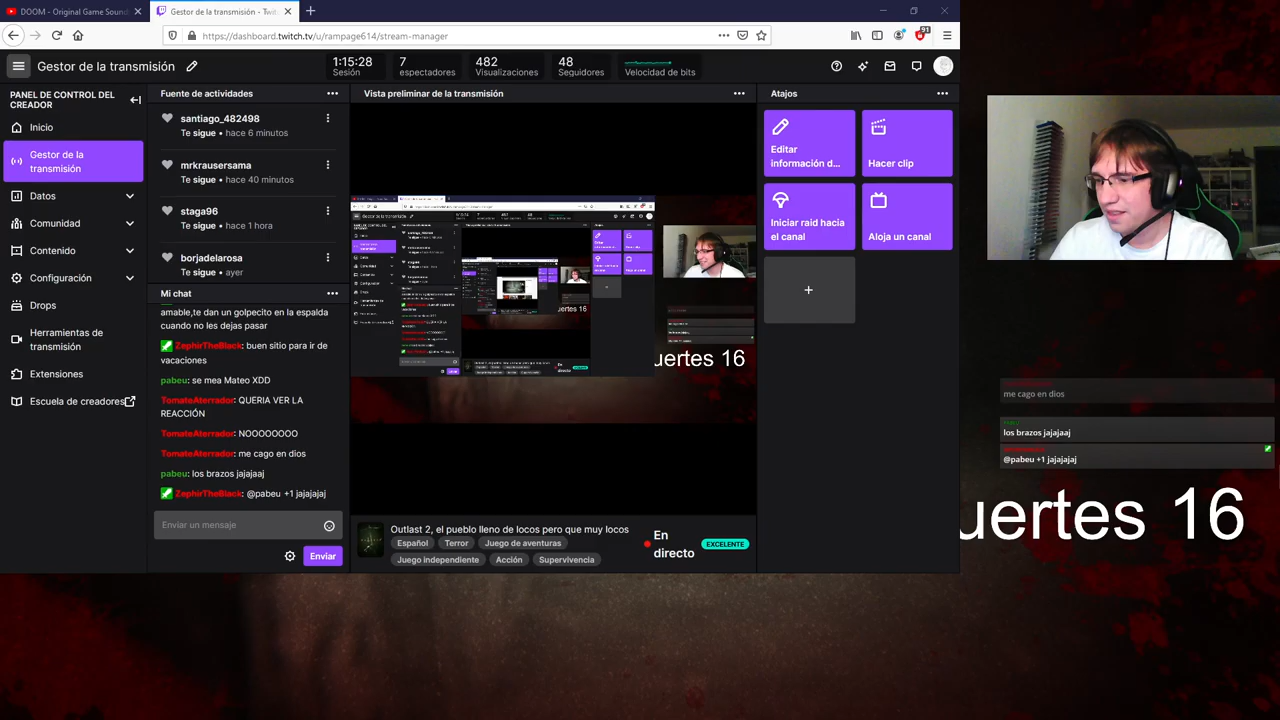 DOOM - Original Game Sound
Gestor de la transmisión - Twi
https://dashboard.twitch.tv/u/rampage614/stream-manager
Gestor de la transmisión
1:15:28
Sesión
7
espectadores
482
Visualizaciones
48
Seguidores
Velocidad de bits
PANEL DE CONTROL DEL
CREADOR
Inicio
Gestor de la
transmisión
Datos
Comunidad
Contenido
Configuración
Drops
Herramientas de
transmisión
Extensiones
Escuela de creadores
Fuente de actividades
santiago_482498
Te sigue • hace 6 minutos
mrkrausersama
Te sigue • hace 40 minutos
staga96
Te sigue • hace 1 hora
borjadelarosa
Te sigue • ayer
Mi chat
amable,te dan un golpecito en la espalda
cuando no les dejas pasar
ZephirTheBlack: buen sitio para ir de
vacaciones
pabeu: se mea Mateo XDD
TomateAterrador: QUERIA VER LA
REACCIÓN
TomateAterrador: NOOOOOOOO
TomateAterrador: me cago en dios
pabeu: los brazos jajajaaj
ZephirTheBlack: @pabeu +1 jajajajaj
Enviar un mensaje
Enviar
Vista preliminar de la transmisión
uertes 16
uertes 16
Outlast 2, el pueblo lleno de locos pero que muy locos
Español
Terror
Juego de aventuras
Juego independiente
Acción
Supervivencia
En
directo
EXCELENTE
Atajos
Editar
información d...
Hacer clip
Iniciar raid hacia
el canal
Aloja un canal
me cago en dios
los brazos jajajaaj
@pabeu +1 jajajajaj
uertes 16